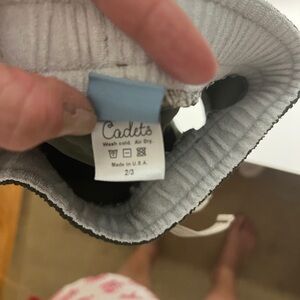 Cadets
Wash cold. Air Dry.
Made in U.S.A.
2/3